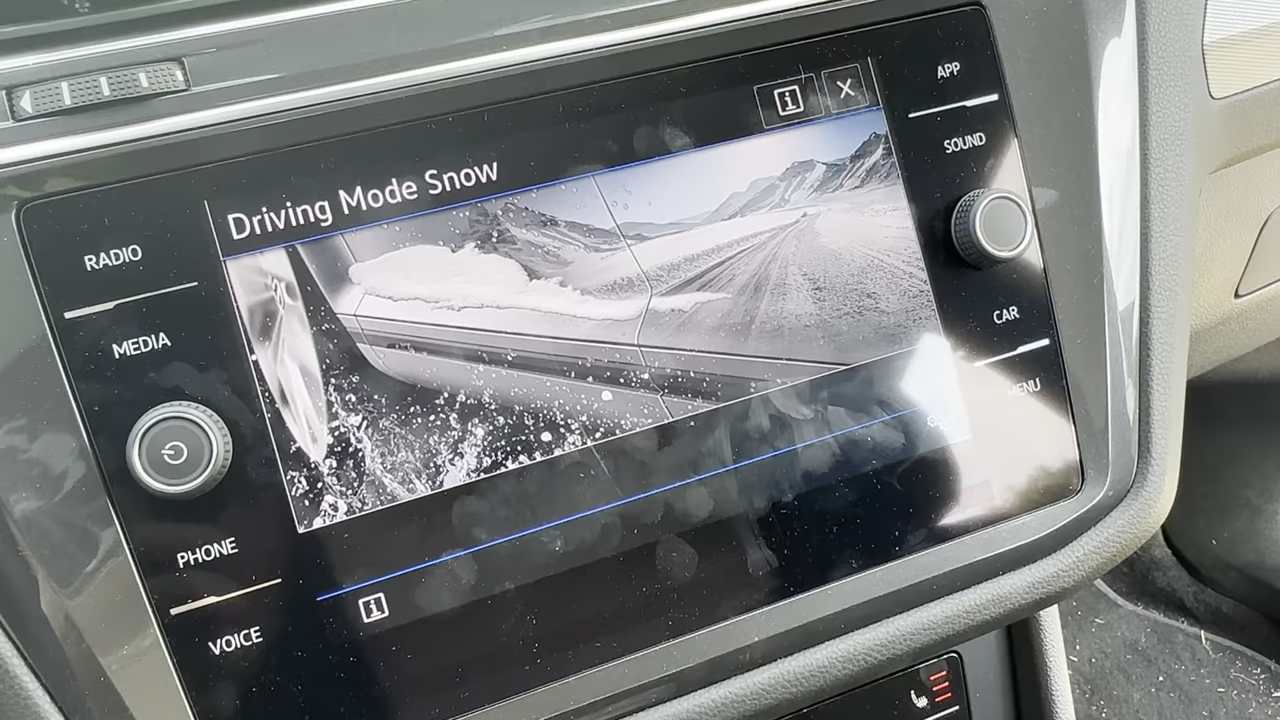 Driving Mode Snow
RADIO
MEDIA
PHONE
VOICE
APP
SOUND
CAR